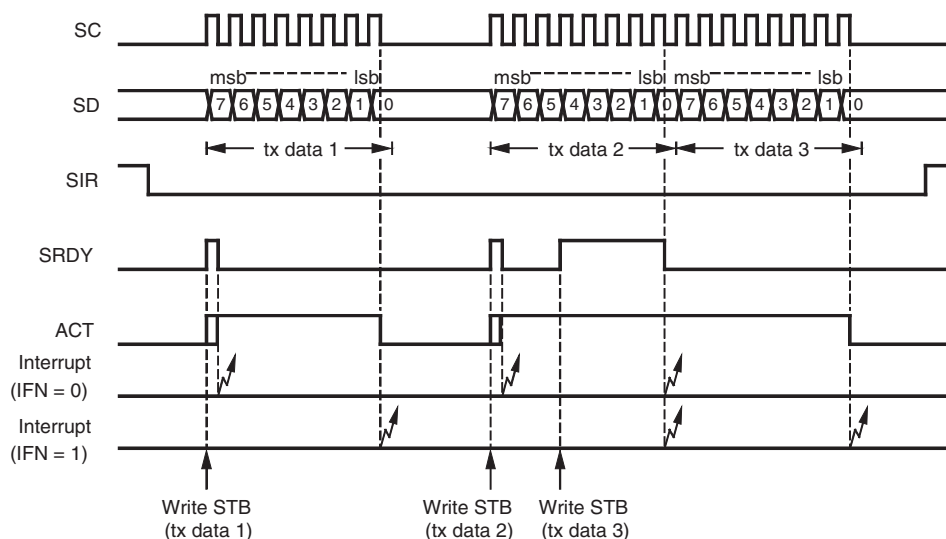 SC
msb lsb msb lsb msb lsb
SD 7 6 5 4 3 2 1 0 7 6 5 4 3 2 1 0 7 6 5 4 3 2 1 0
tx data 1 tx data 2 tx data 3
SIR
SRDY
ACT
Interrupt
(IFN = 0)
Interrupt
(IFN = 1)
Write STB Write STB Write STB
(tx data 1) (tx data 2) (tx data 3)